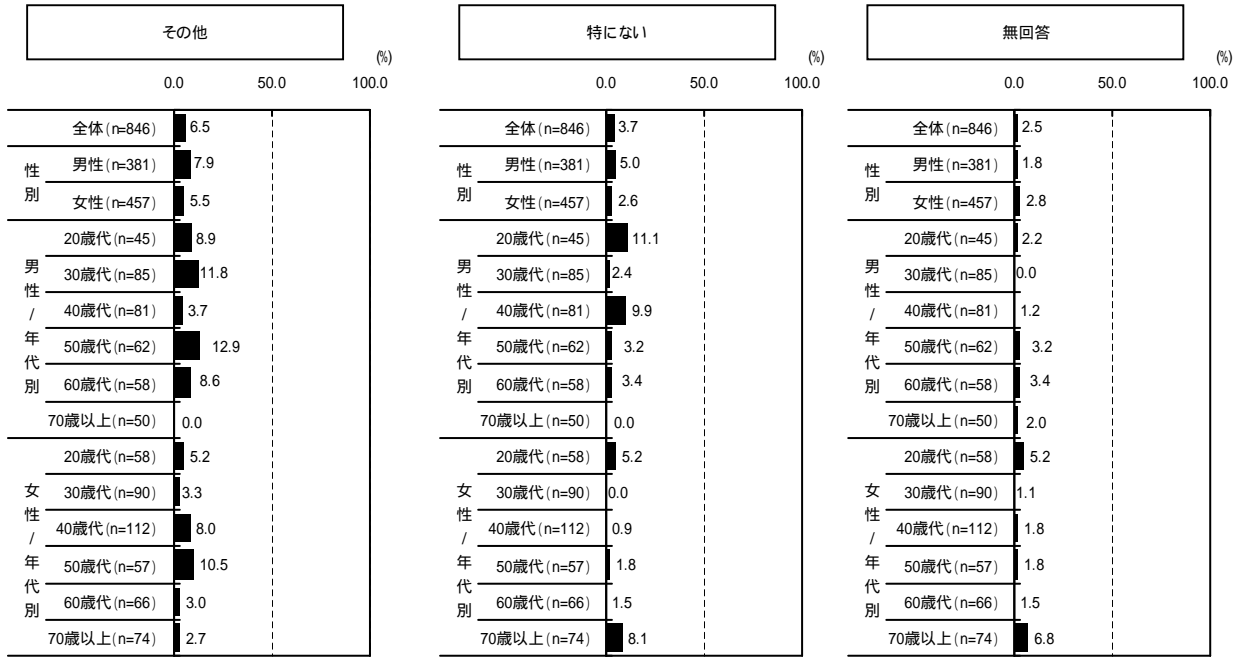 その他
(%)
0.0 50.0 100.0
全体(n=846) 6.5
性別
男性(n=381) 7.9
女性(n=457) 5.5
男性/年代別
20歳代(n=45) 8.9
30歳代(n=85) 11.8
40歳代(n=81) 3.7
50歳代(n=62) 12.9
60歳代(n=58) 8.6
70歳以上(n=50) 0.0
女性/年代別
20歳代(n=58) 5.2
30歳代(n=90) 3.3
40歳代(n=112) 8.0
50歳代(n=57) 10.5
60歳代(n=66) 3.0
70歳以上(n=74) 2.7
特にない
(%)
0.0 50.0 100.0
全体(n=846) 3.7
性別
男性(n=381) 5.0
女性(n=457) 2.6
男性/年代別
20歳代(n=45) 11.1
30歳代(n=85) 2.4
40歳代(n=81) 9.9
50歳代(n=62) 3.2
60歳代(n=58) 3.4
70歳以上(n=50) 0.0
女性/年代別
20歳代(n=58) 5.2
30歳代(n=90) 0.0
40歳代(n=112) 0.9
50歳代(n=57) 1.8
60歳代(n=66) 1.5
70歳以上(n=74) 8.1
無回答
(%)
0.0 50.0 100.0
全体(n=846) 2.5
性別
男性(n=381) 1.8
女性(n=457) 2.8
男性/年代別
20歳代(n=45) 2.2
30歳代(n=85) 0.0
40歳代(n=81) 1.2
50歳代(n=62) 3.2
60歳代(n=58) 3.4
70歳以上(n=50) 2.0
女性/年代別
20歳代(n=58) 5.2
30歳代(n=90) 1.1
40歳代(n=112) 1.8
50歳代(n=57) 1.8
60歳代(n=66) 1.5
70歳以上(n=74) 6.8